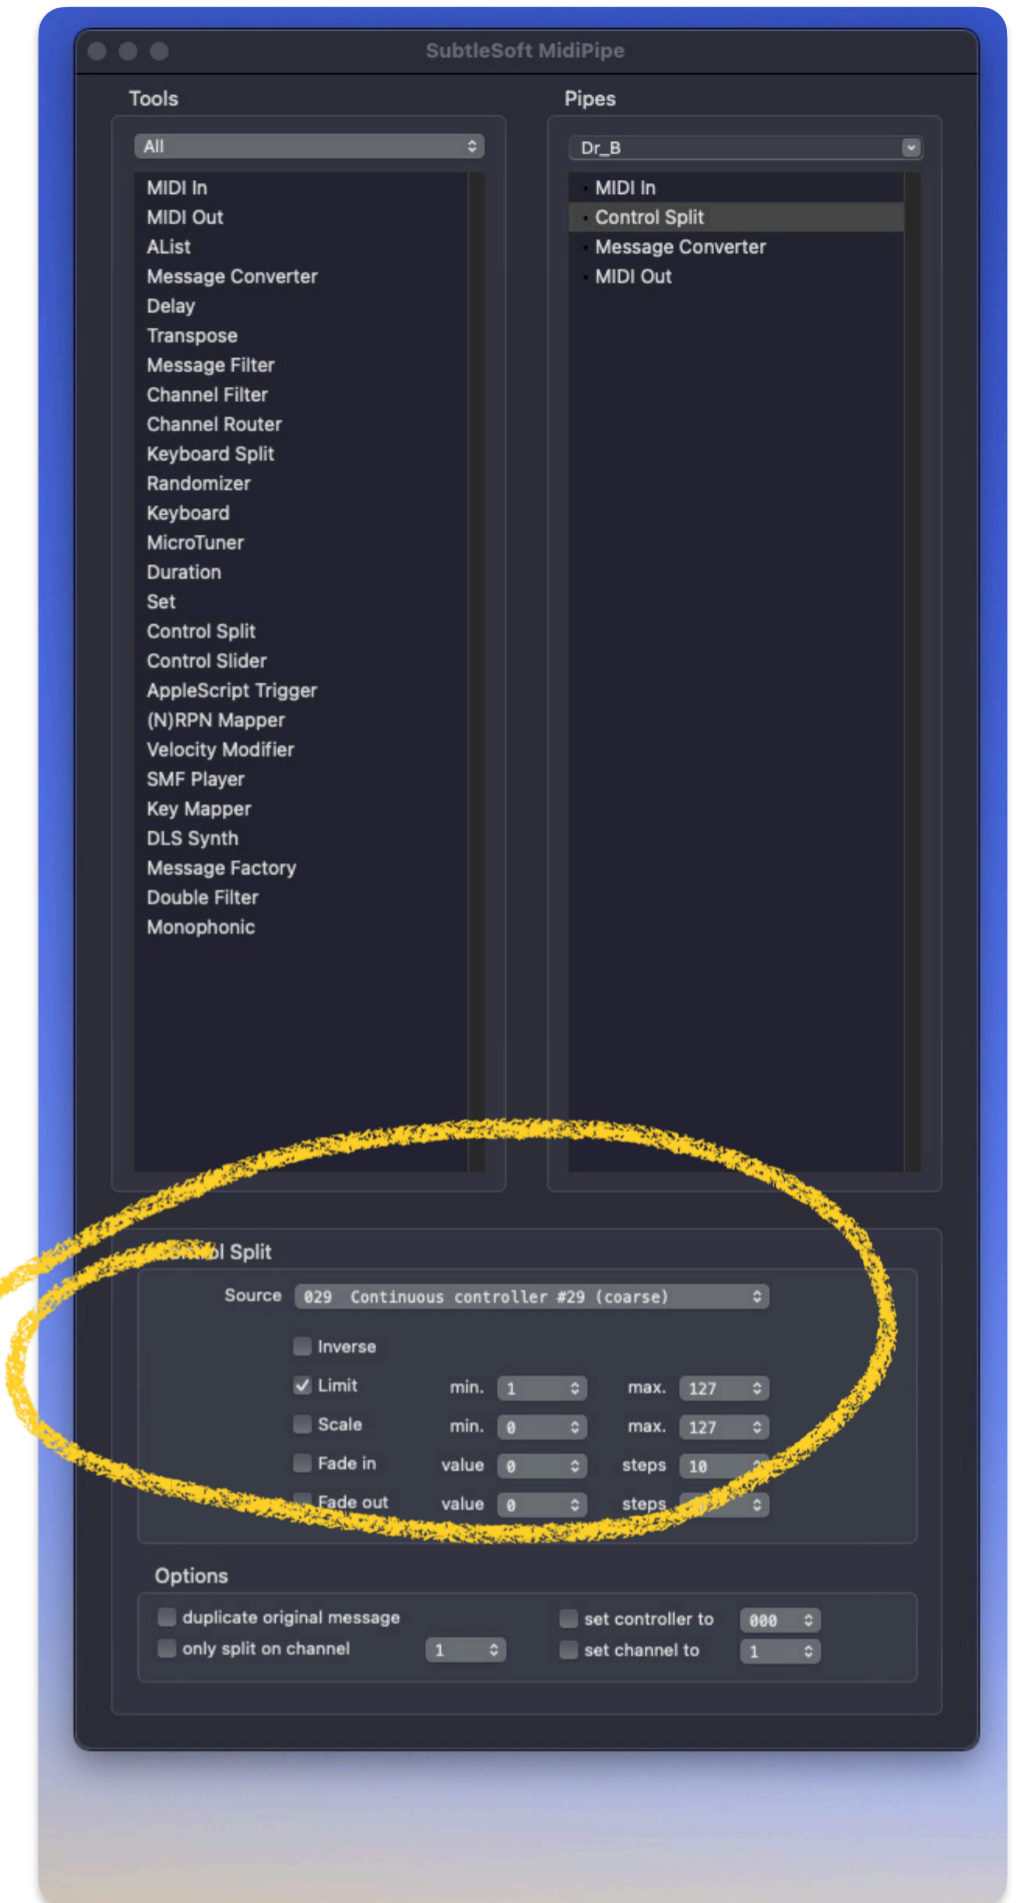 SubtleSoft MidiPipe
Tools
All
MIDI In
MIDI Out
AList
Message Converter
Delay
Transpose
Message Filter
Channel Filter
Channel Router
Keyboard Split
Randomizer
Keyboard
MicroTuner
Duration
Set
Control Split
Control Slider
AppleScript Trigger
(N)RPN Mapper
Velocity Modifier
SMF Player
Key Mapper
DLS Synth
Message Factory
Double Filter
Monophonic
Pipes
Dr_B
MIDI In
Control Split
Message Converter
MIDI Out
Control Split
Source 029 Continuous controller #29 (coarse)
Inverse
Limit min. 1 max. 127
Scale min. 0 max. 127
Fade in value 0 steps 10
Fade out value 0 steps
Options
duplicate original message set controller to 000
only split on channel 1 set channel to 1